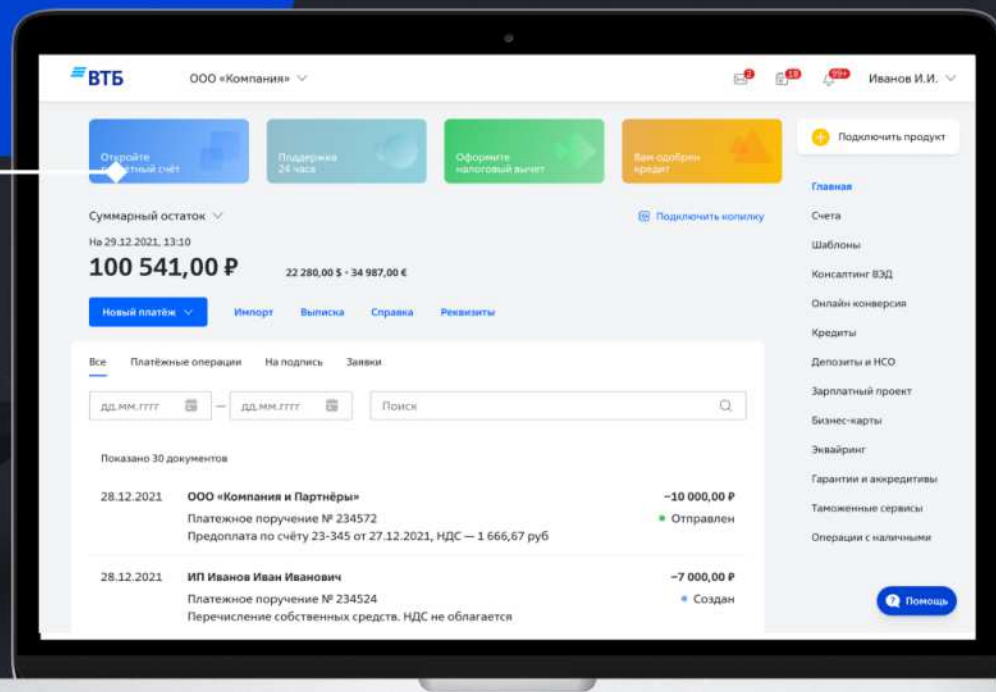 ВТБ
ООО «Компания»
2
18
99+
Иванов И.И.
Откройте
расчётный счёт
Поддержка
24 часа
Оформите
налоговый вычет
Вам одобрен
кредит
Подключить продукт
Суммарный остаток
Подключить копилку
На 29.12.2021, 13:10
100 541,00 ₽
22 280,00 $ · 34 987,00 €
Новый платёж
Импорт
Выписка
Справка
Реквизиты
Все
Платёжные операции
На подпись
Заявки
дд.мм.гггг
—
дд.мм.гггг
Поиск
Показано 30 документов
28.12.2021
ООО «Компания и Партнёры»
−10 000,00 ₽
Платежное поручение № 234572
Отправлен
Предоплата по счёту 23-345 от 27.12.2021, НДС — 1 666,67 руб
28.12.2021
ИП Иванов Иван Иванович
−7 000,00 ₽
Платежное поручение № 234524
Создан
Перечисление собственных средств. НДС не облагается
Главная
Счета
Шаблоны
Консалтинг ВЭД
Онлайн конверсия
Кредиты
Депозиты и НСО
Зарплатный проект
Бизнес-карты
Эквайринг
Гарантии и аккредитивы
Таможенные сервисы
Операции с наличными
Помощь